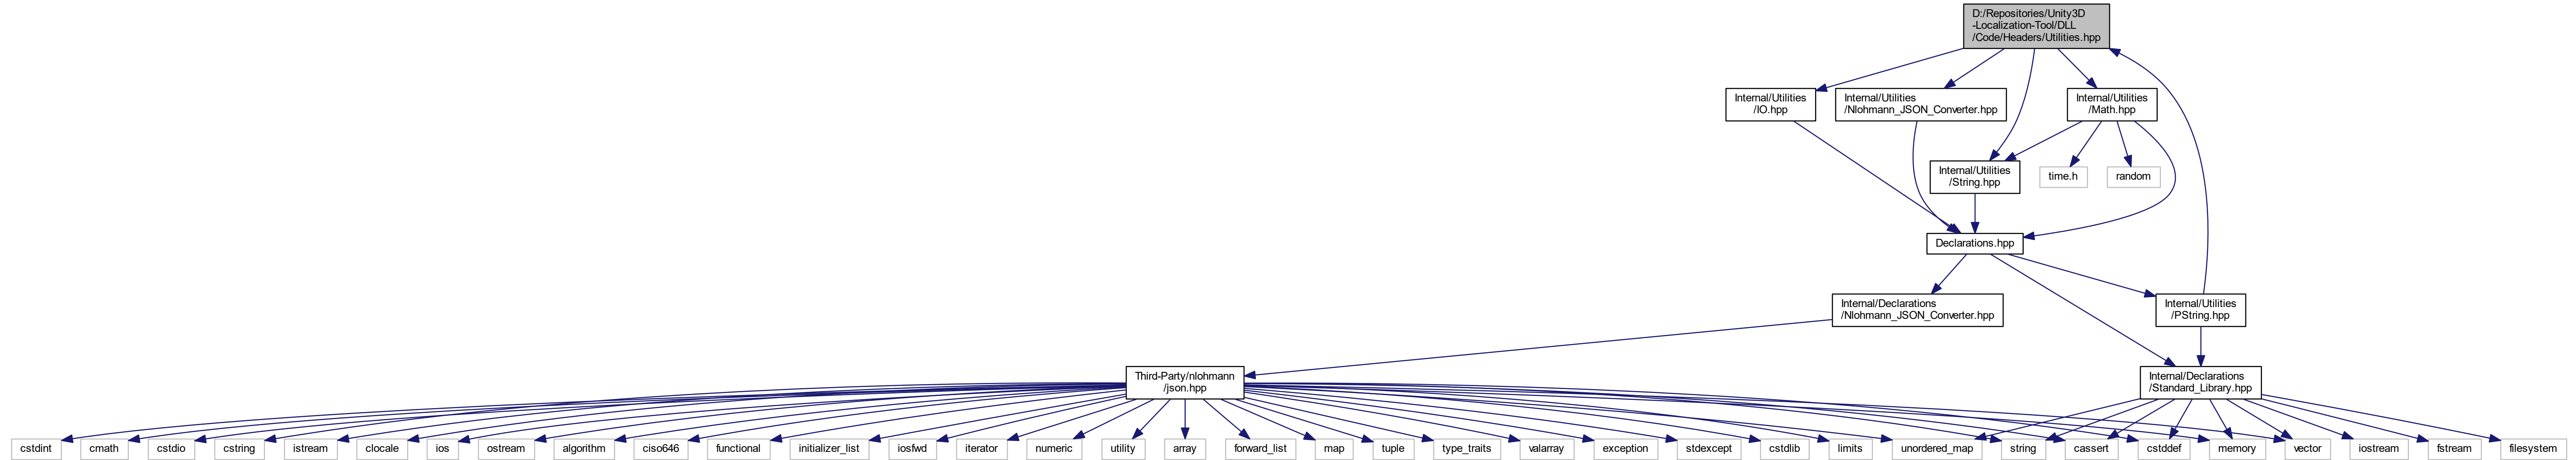 D:/Repositories/Unity3D
-Localization-Tool/DLL
/Code/Headers/Utilities.hpp
Internal/Utilities
/IO.hpp
Internal/Utilities
/Nlohmann_JSON_Converter.hpp
Internal/Utilities
/Math.hpp
Internal/Utilities
/String.hpp
time.h
random
Declarations.hpp
Internal/Declarations
/Nlohmann_JSON_Converter.hpp
Internal/Utilities
/PString.hpp
Third-Party/nlohmann
/json.hpp
Internal/Declarations
/Standard_Library.hpp
cstdint
cmath
cstdio
cstring
istream
clocale
ios
ostream
algorithm
ciso646
functional
initializer_list
iosfwd
iterator
numeric
utility
array
forward_list
map
tuple
type_traits
valarray
exception
stdexcept
cstdlib
limits
unordered_map
string
cassert
cstddef
memory
vector
iostream
fstream
filesystem